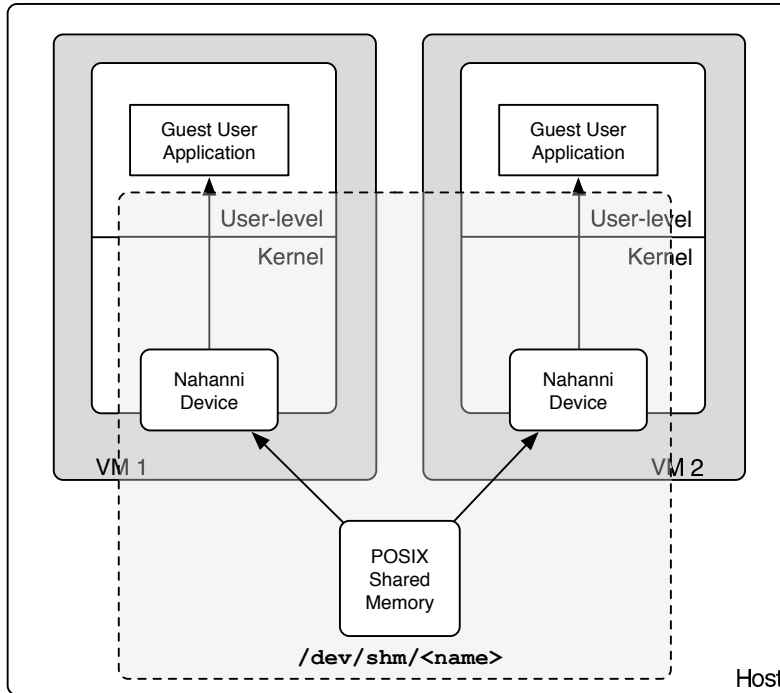 Guest User
Application
Guest User
Application
User-level
User-level
Kernel
Kernel
Nahanni
Device
Nahanni
Device
VM 1
VM 2
POSIX
Shared
Memory
/dev/shm/<name>
Host